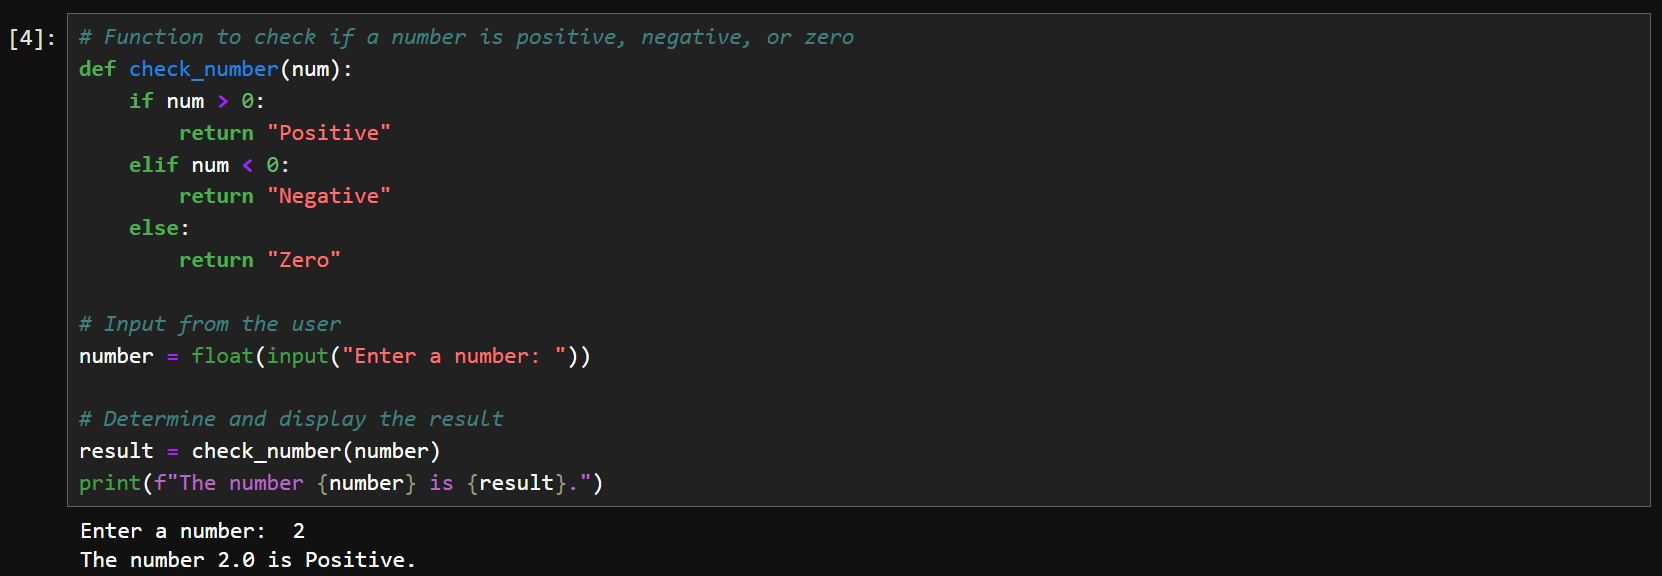 [4]:
# Function to check if a number is positive, negative, or zero
def check_number(num):
    if num > 0:
        return "Positive"
    elif num < 0:
        return "Negative"
    else:
        return "Zero"

# Input from the user
number = float(input("Enter a number: "))

# Determine and display the result
result = check_number(number)
print(f"The number {number} is {result}.")
Enter a number:  2
The number 2.0 is Positive.